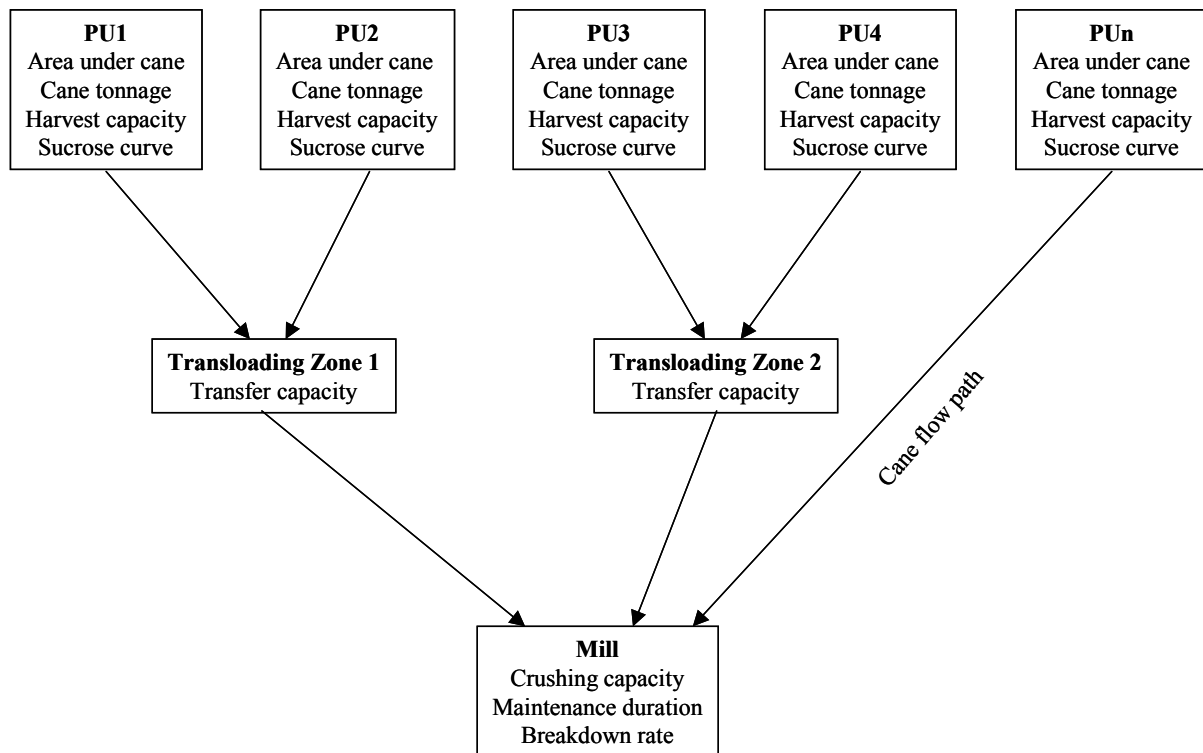 PU1
Area under cane
Cane tonnage
Harvest capacity
Sucrose curve
PU2
Area under cane
Cane tonnage
Harvest capacity
Sucrose curve
PU3
Area under cane
Cane tonnage
Harvest capacity
Sucrose curve
PU4
Area under cane
Cane tonnage
Harvest capacity
Sucrose curve
PUn
Area under cane
Cane tonnage
Harvest capacity
Sucrose curve
Transloading Zone 1
Transfer capacity
Transloading Zone 2
Transfer capacity
Cane flow path
Mill
Crushing capacity
Maintenance duration
Breakdown rate